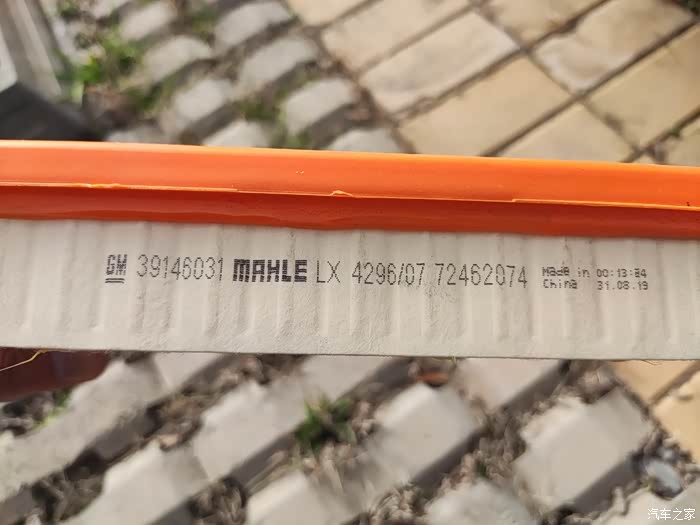 GM 39146031 MAHLE LX 4296/07 72462074 Made in 00:13:24
China 31.08.19
汽车之家